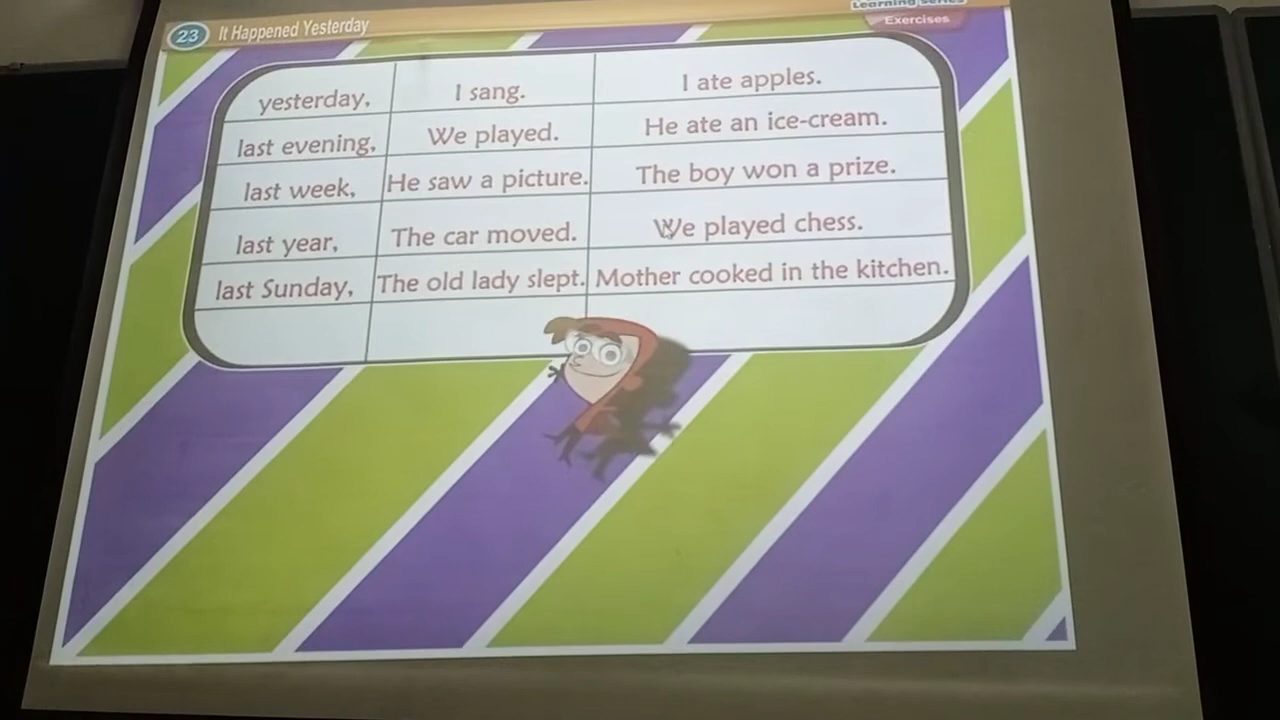 Learning Series
23 It Happened Yesterday
Exercises
yesterday, I sang. I ate apples.
last evening, We played. He ate an ice-cream.
last week, He saw a picture. The boy won a prize.
last year, The car moved. We played chess.
last Sunday, The old lady slept. Mother cooked in the kitchen.